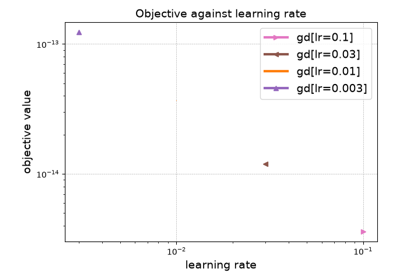 Objective against learning rate
10⁻¹³
10⁻¹⁴
objective value
gd[lr=0.1]
gd[lr=0.03]
gd[lr=0.01]
gd[lr=0.003]
10⁻²
10⁻¹
learning rate